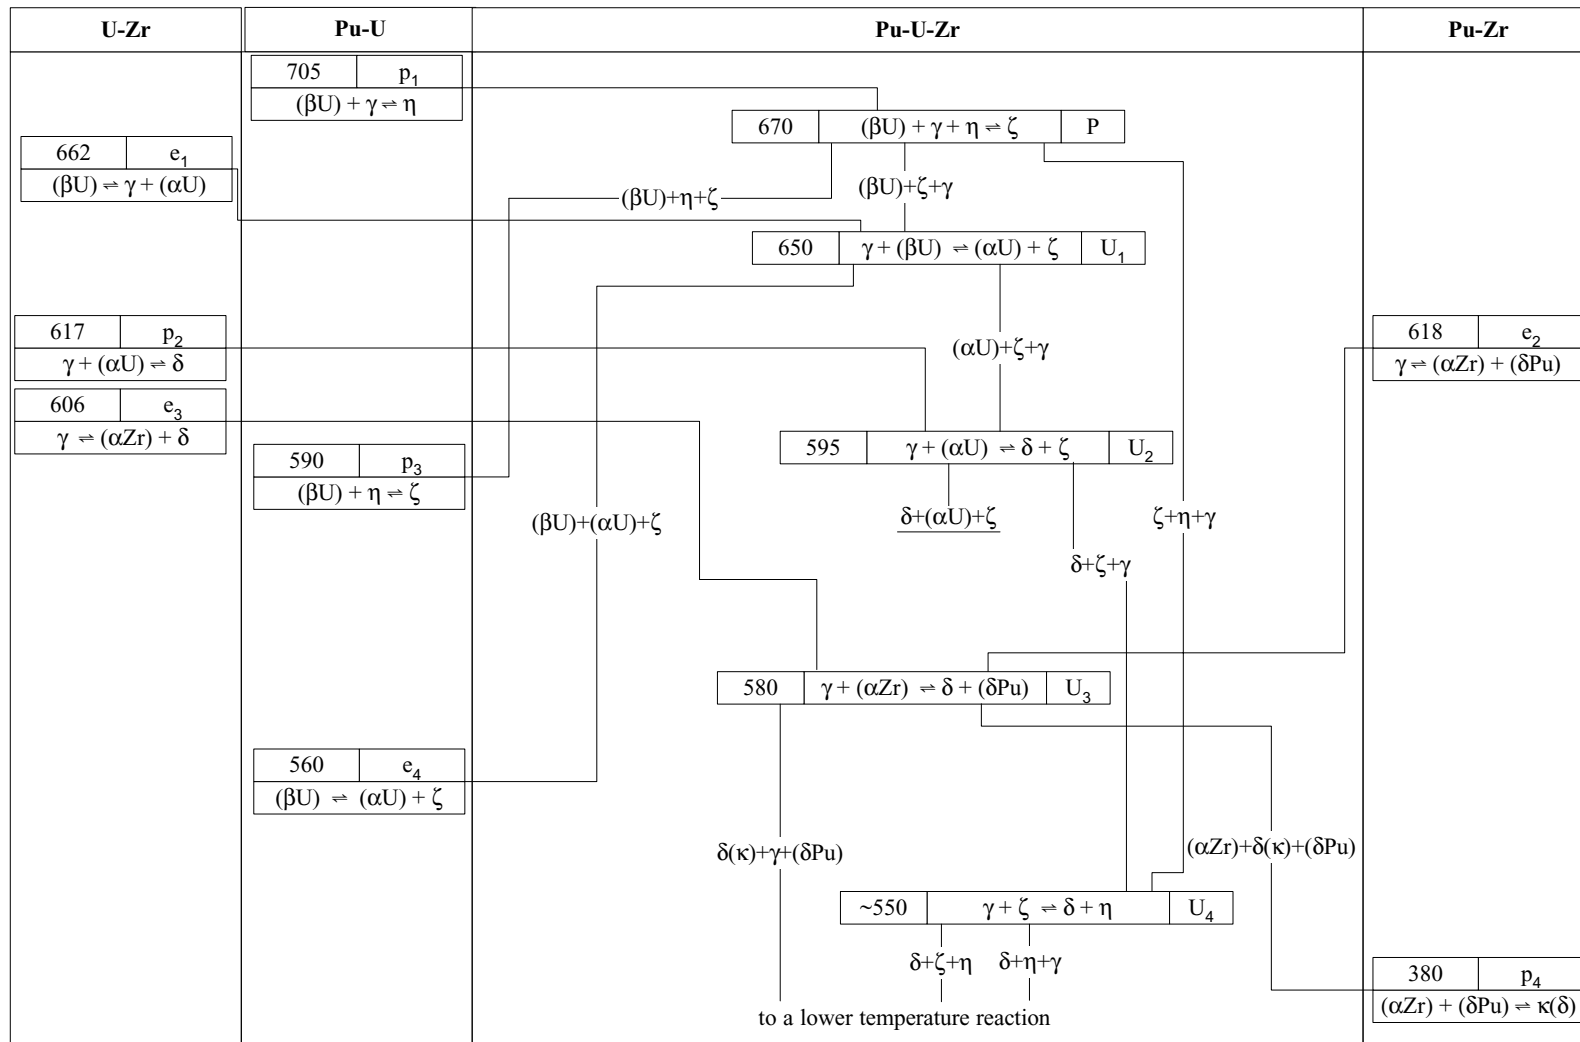 U-Zr
Pu-U
Pu-U-Zr
Pu-Zr
705 p₁
(βU) + γ ⇌ η
670 (βU) + γ + η ⇌ ζ P
662 e₁
(βU) ⇌ γ + (αU)
(βU)+η+ζ
(βU)+ζ+γ
650 γ + (βU) ⇌ (αU) + ζ U₁
617 p₂
γ + (αU) ⇌ δ
(αU)+ζ+γ
618 e₂
γ ⇌ (αZr) + (δPu)
606 e₃
γ ⇌ (αZr) + δ
590 p₃
(βU) + η ⇌ ζ
595 γ + (αU) ⇌ δ + ζ U₂
(βU)+(αU)+ζ
δ+(αU)+ζ
ζ+η+γ
δ+ζ+γ
580 γ + (αZr) ⇌ δ + (δPu) U₃
560 e₄
(βU) ⇌ (αU) + ζ
δ(κ)+γ+(δPu)
(αZr)+δ(κ)+(δPu)
~550 γ + ζ ⇌ δ + η U₄
δ+ζ+η
δ+η+γ
380 p₄
(αZr) + (δPu) ⇌ κ(δ)
to a lower temperature reaction